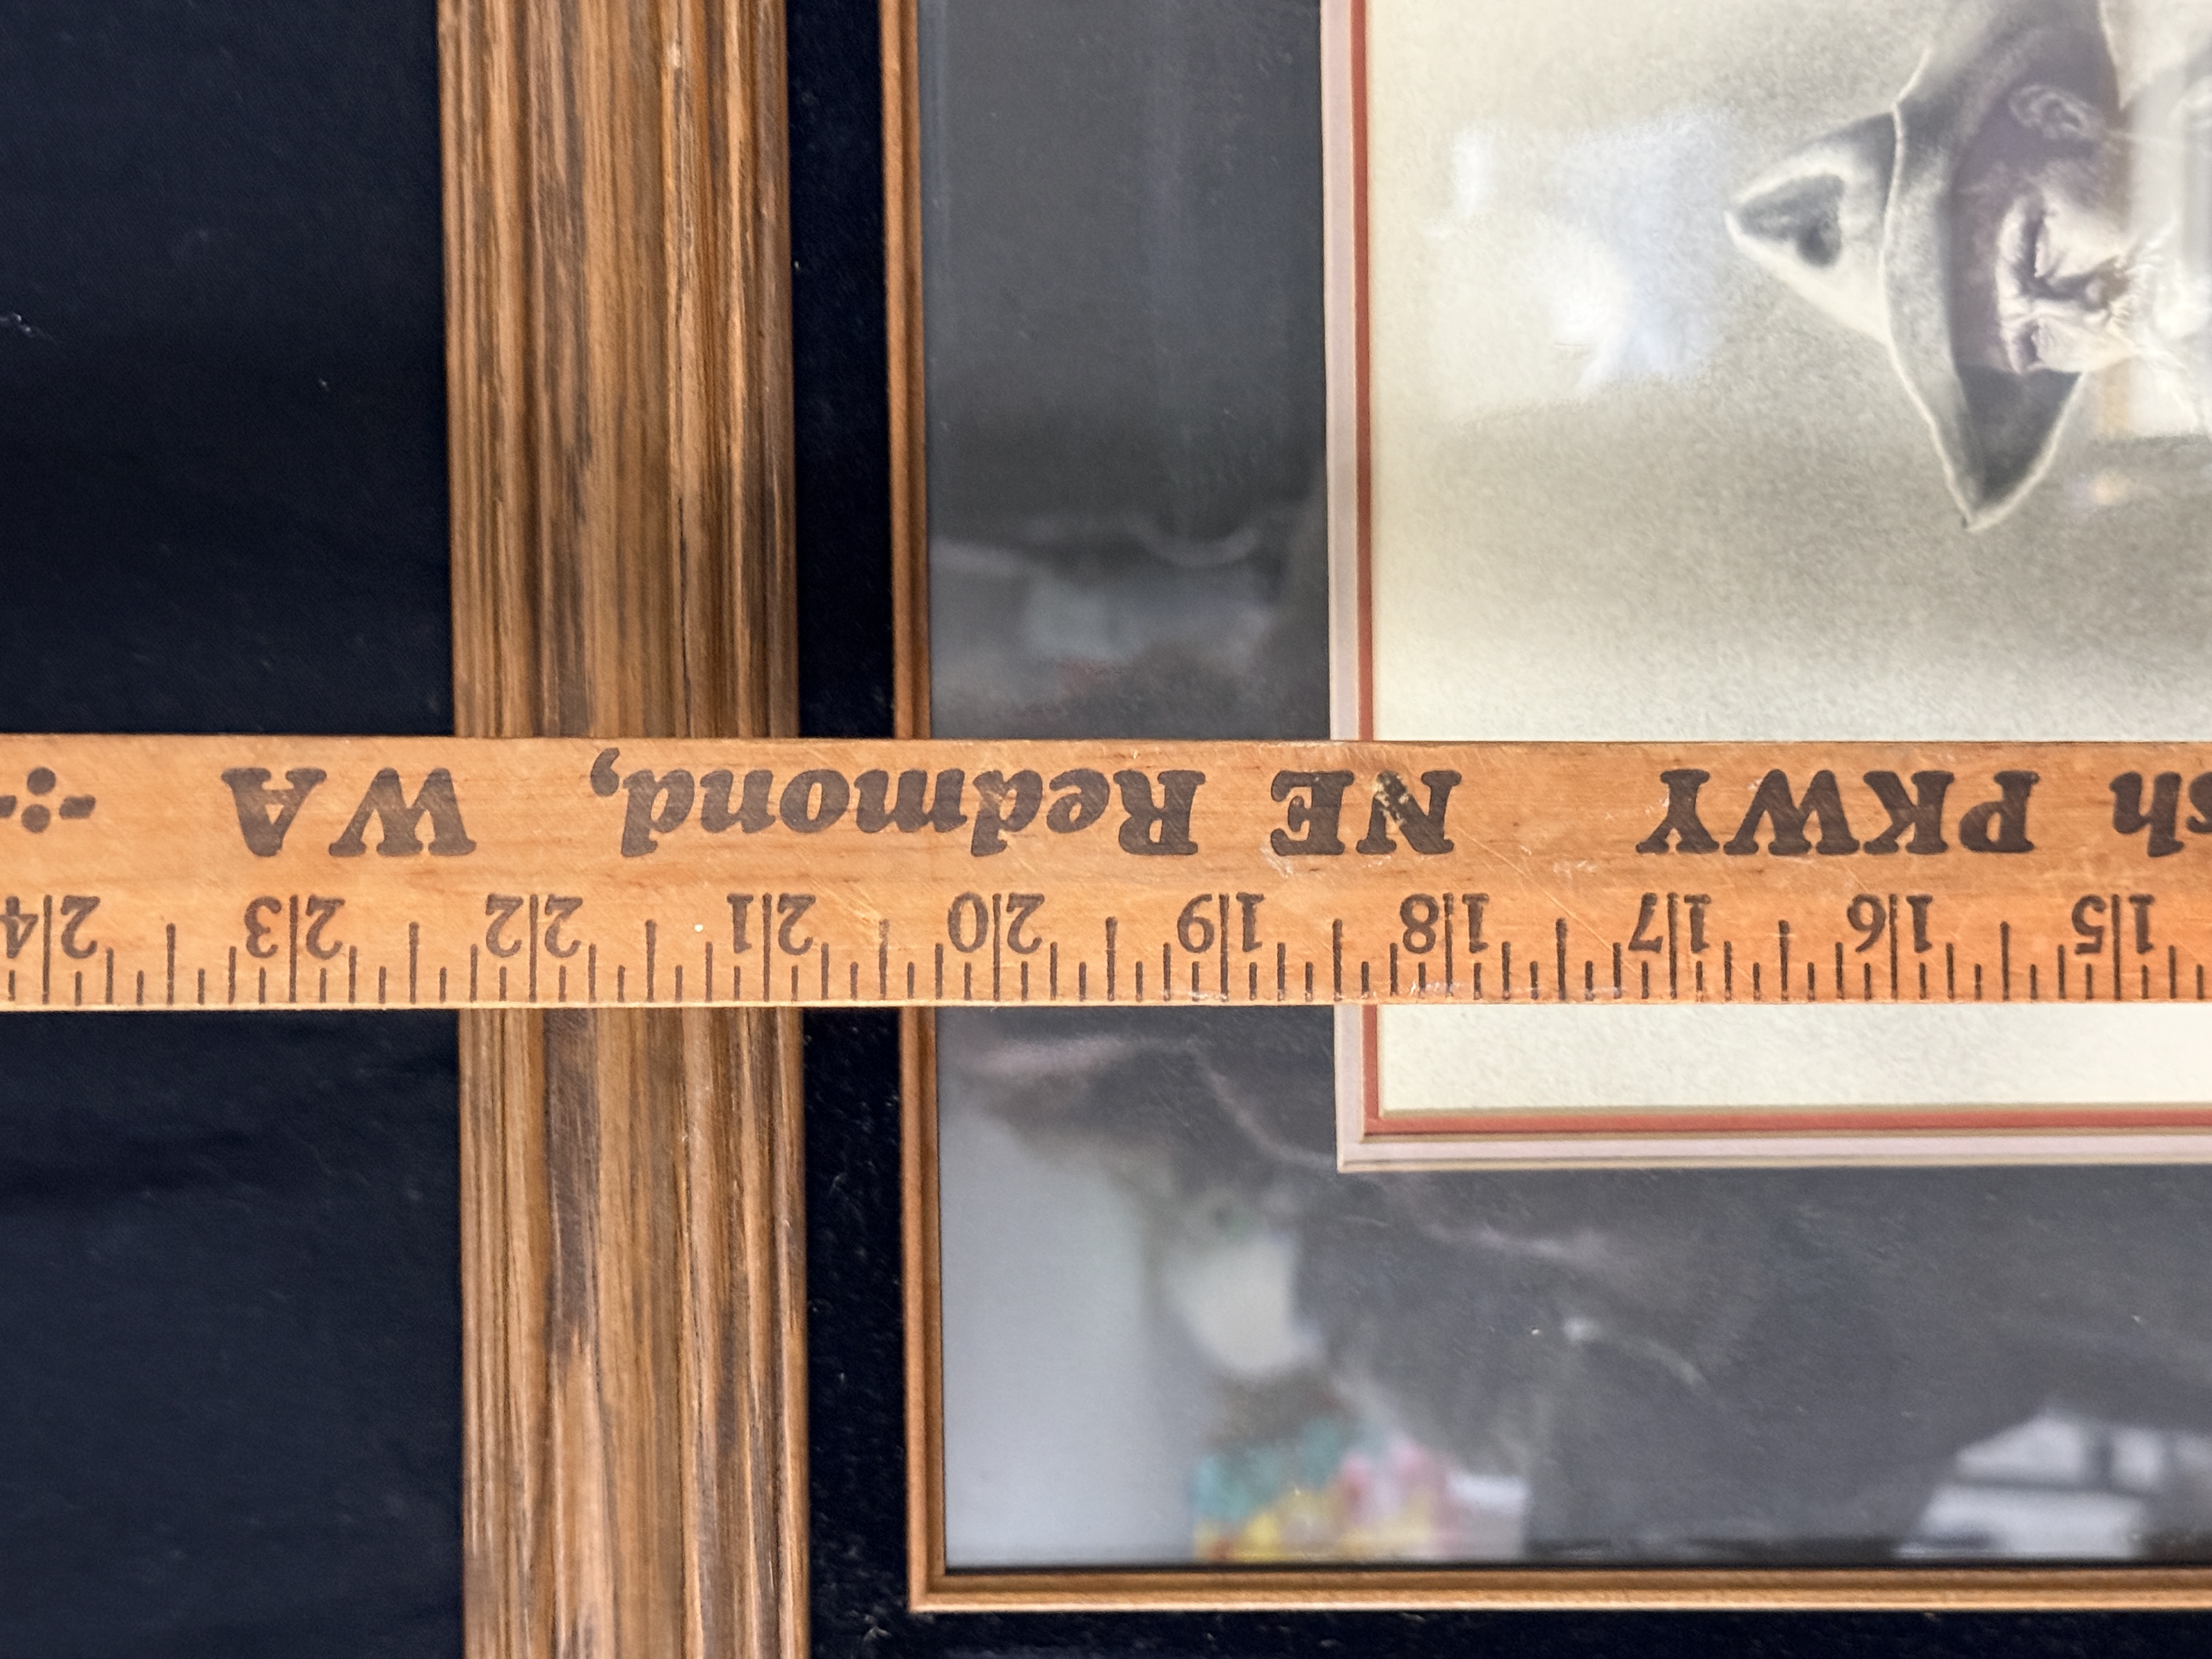 15 16 17 18 19 20 21 22 23 24
sh PKWY NE Redmond, WA